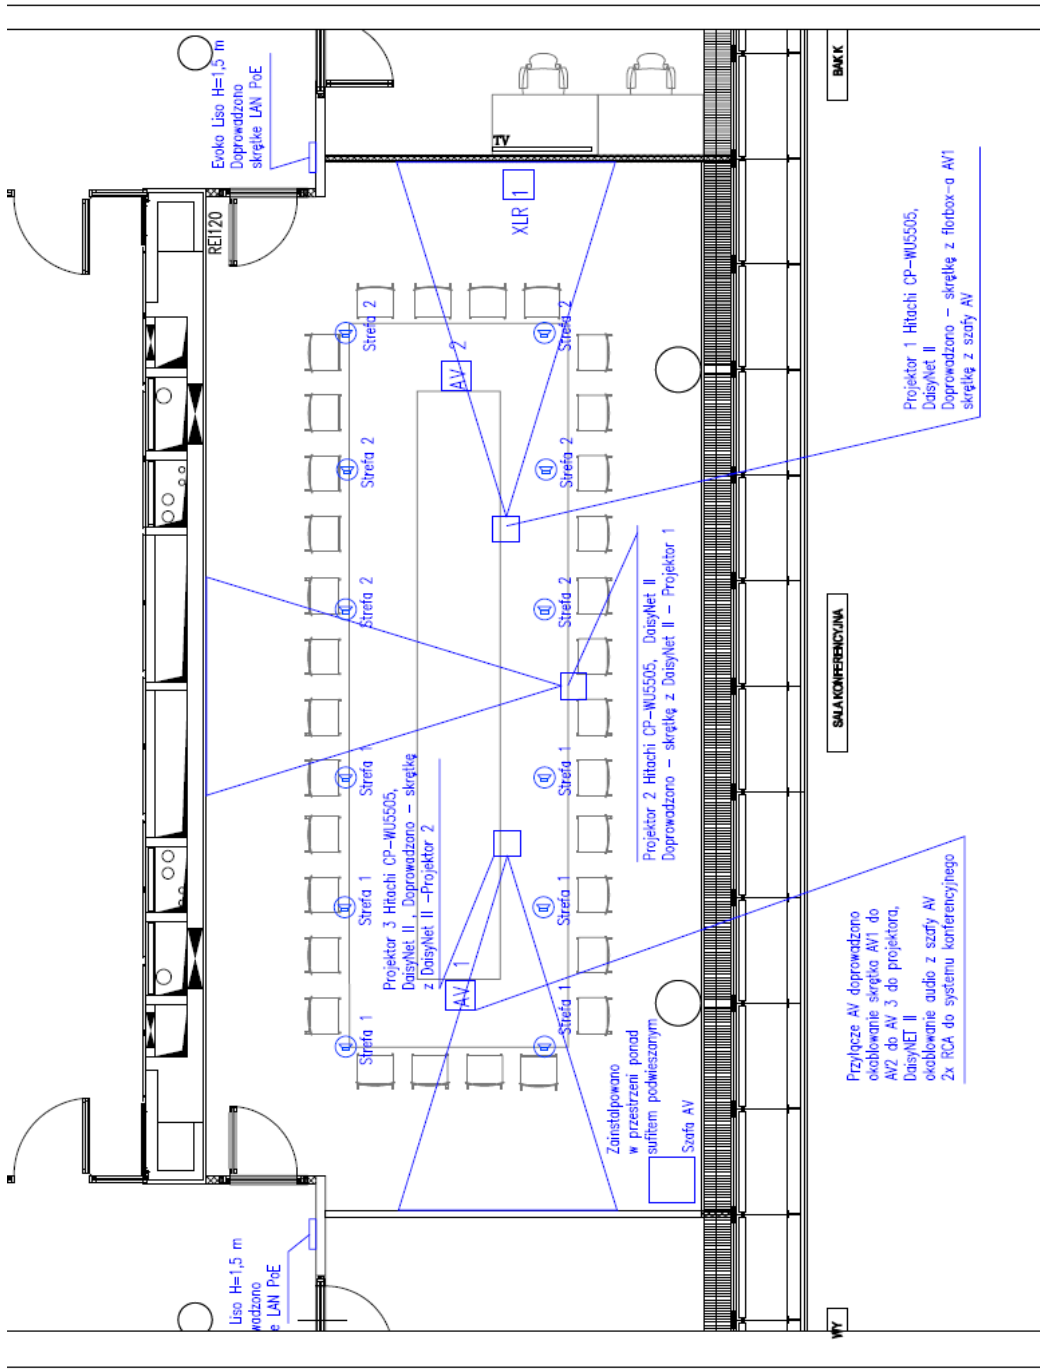 Evoko Liso H=1,5 m
Doprowadzono
skrętke LAN PoE
REI120
TV
XLR 1
BAK K
Projektor 1 Hitachi CP-WU5505,
DaisyNet II
Doprowadzono - skrętkę z florbox-a AV1
skrętkę z szafy AV
Strefa 2
Strefa 2
AV 2
Strefa 2
Strefa 2
Strefa 2
Strefa 2
Projektor 2 Hitachi CP-WU5505, DaisyNet II
Doprowadzono - skrętkę z DaisyNet II - Projektor 1
SALA KONFERENCYJNA
Projektor 3 Hitachi CP-WU5505,
DaisyNet II , Doprowadzono - skrętkę
z DaisyNet II -Projektor 2
Strefa 1
Strefa 1
Strefa 1
Strefa 1
AV 1
Strefa 1
Strefa 1
Przyłącze AV doprowadzono
okablowanie skrętka AV1 do
AV2 do AV 3 do projektora,
DaisyNET II
okablowanie audio z szafy AV
2x RCA do systemu konferencyjnego
Zainstalpowano
w przestrzeni ponad
sufitem podwieszanym
Szafa AV
Liso H=1,5 m
wadzono
e LAN PoE
WY